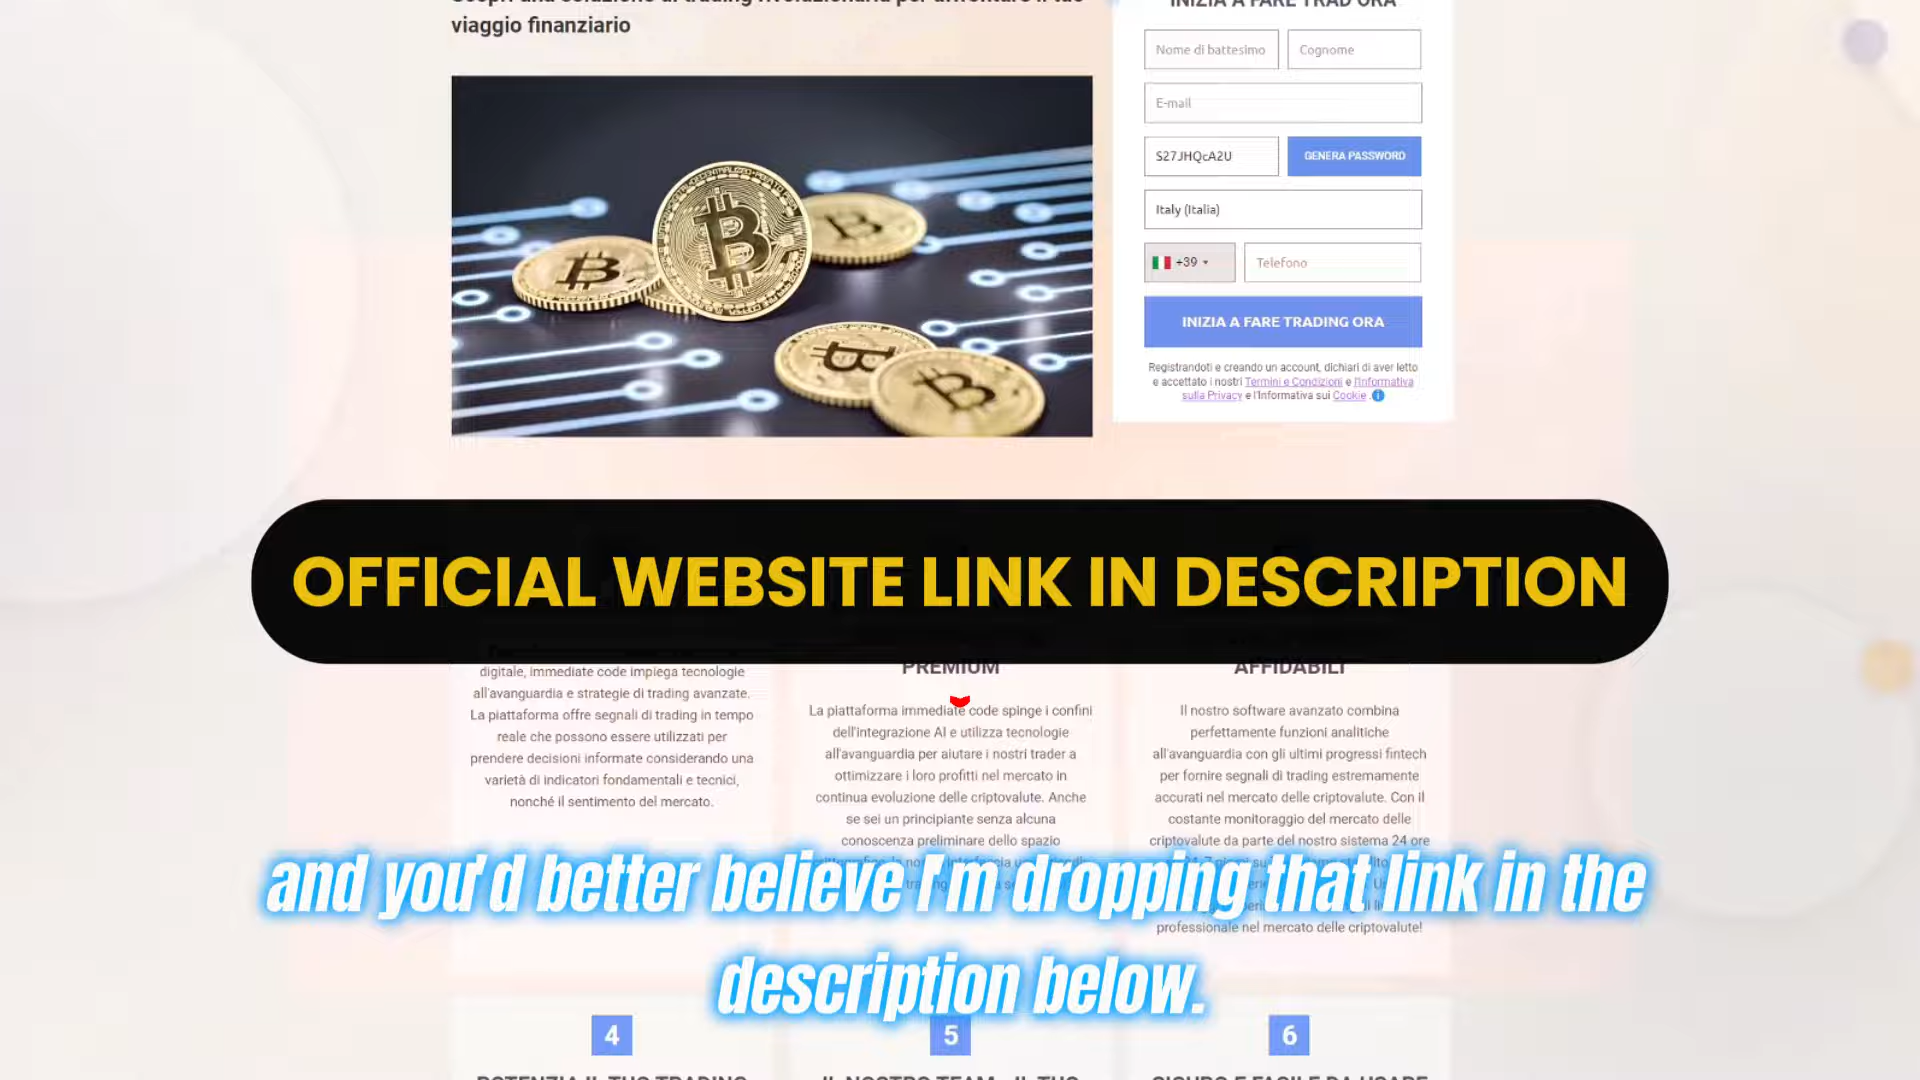 viaggio finanziario
INIZIA A FARE TRAD ORA
Nome di battesimo
Cognome
E-mail
S27JHQcA2U
GENERA PASSWORD
Italy (Italia)
+39
Telefono
INIZIA A FARE TRADING ORA
Registrandoti e creando un account, dichiari di aver letto
e accettato i nostri Termini e Condizioni e l'Informativa
sulla Privacy e l'Informativa sui Cookie .
OFFICIAL WEBSITE LINK IN DESCRIPTION
digitale, immediate code impiega tecnologie
all'avanguardia e strategie di trading avanzate.
La piattaforma offre segnali di trading in tempo
reale che possono essere utilizzati per
prendere decisioni informate considerando una
varietà di indicatori fondamentali e tecnici,
nonché il sentimento del mercato.
PREMIUM
La piattaforma immediate code spinge i confini
dell'integrazione AI e utilizza tecnologie
all'avanguardia per aiutare i nostri trader a
ottimizzare i loro profitti nel mercato in
continua evoluzione delle criptovalute. Anche
se sei un principiante senza alcuna
conoscenza preliminare dello spazio
AFFIDABILI
Il nostro software avanzato combina
perfettamente funzioni analitiche
all'avanguardia con gli ultimi progressi fintech
per fornire segnali di trading estremamente
accurati nel mercato delle criptovalute. Con il
costante monitoraggio del mercato delle
criptovalute da parte del nostro sistema 24 ore
professionale nel mercato delle criptovalute!
and you'd better believe I'm dropping that link in the
description below.
4
5
6